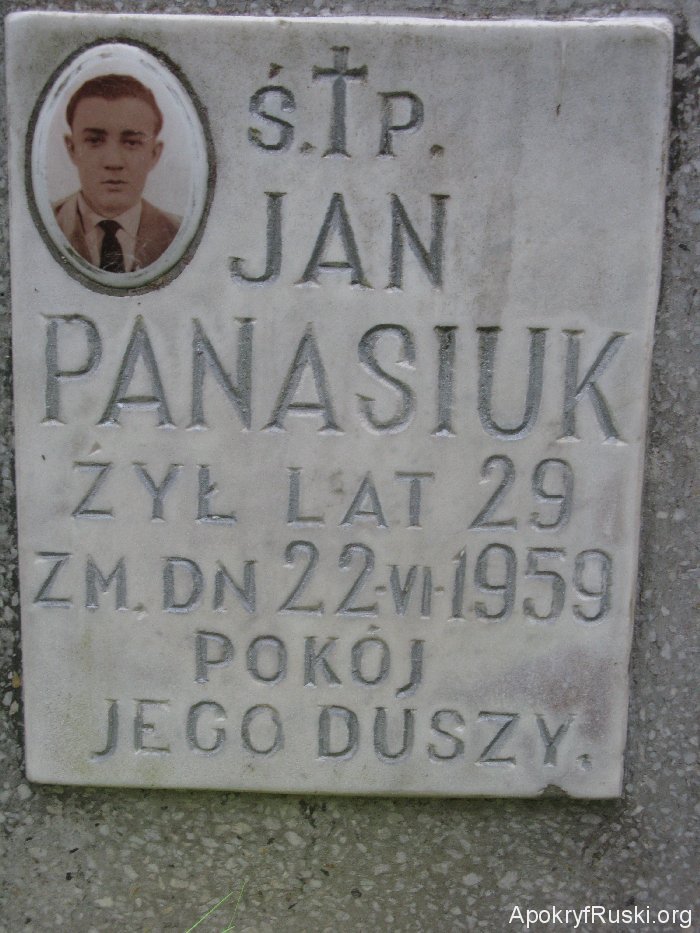 Ś.†P.
JAN
PANASIUK
ŻYŁ LAT 29
ZM. DN 22-VI-1959
POKÓJ
JEGO DUSZY.
ApokryfRuski.org